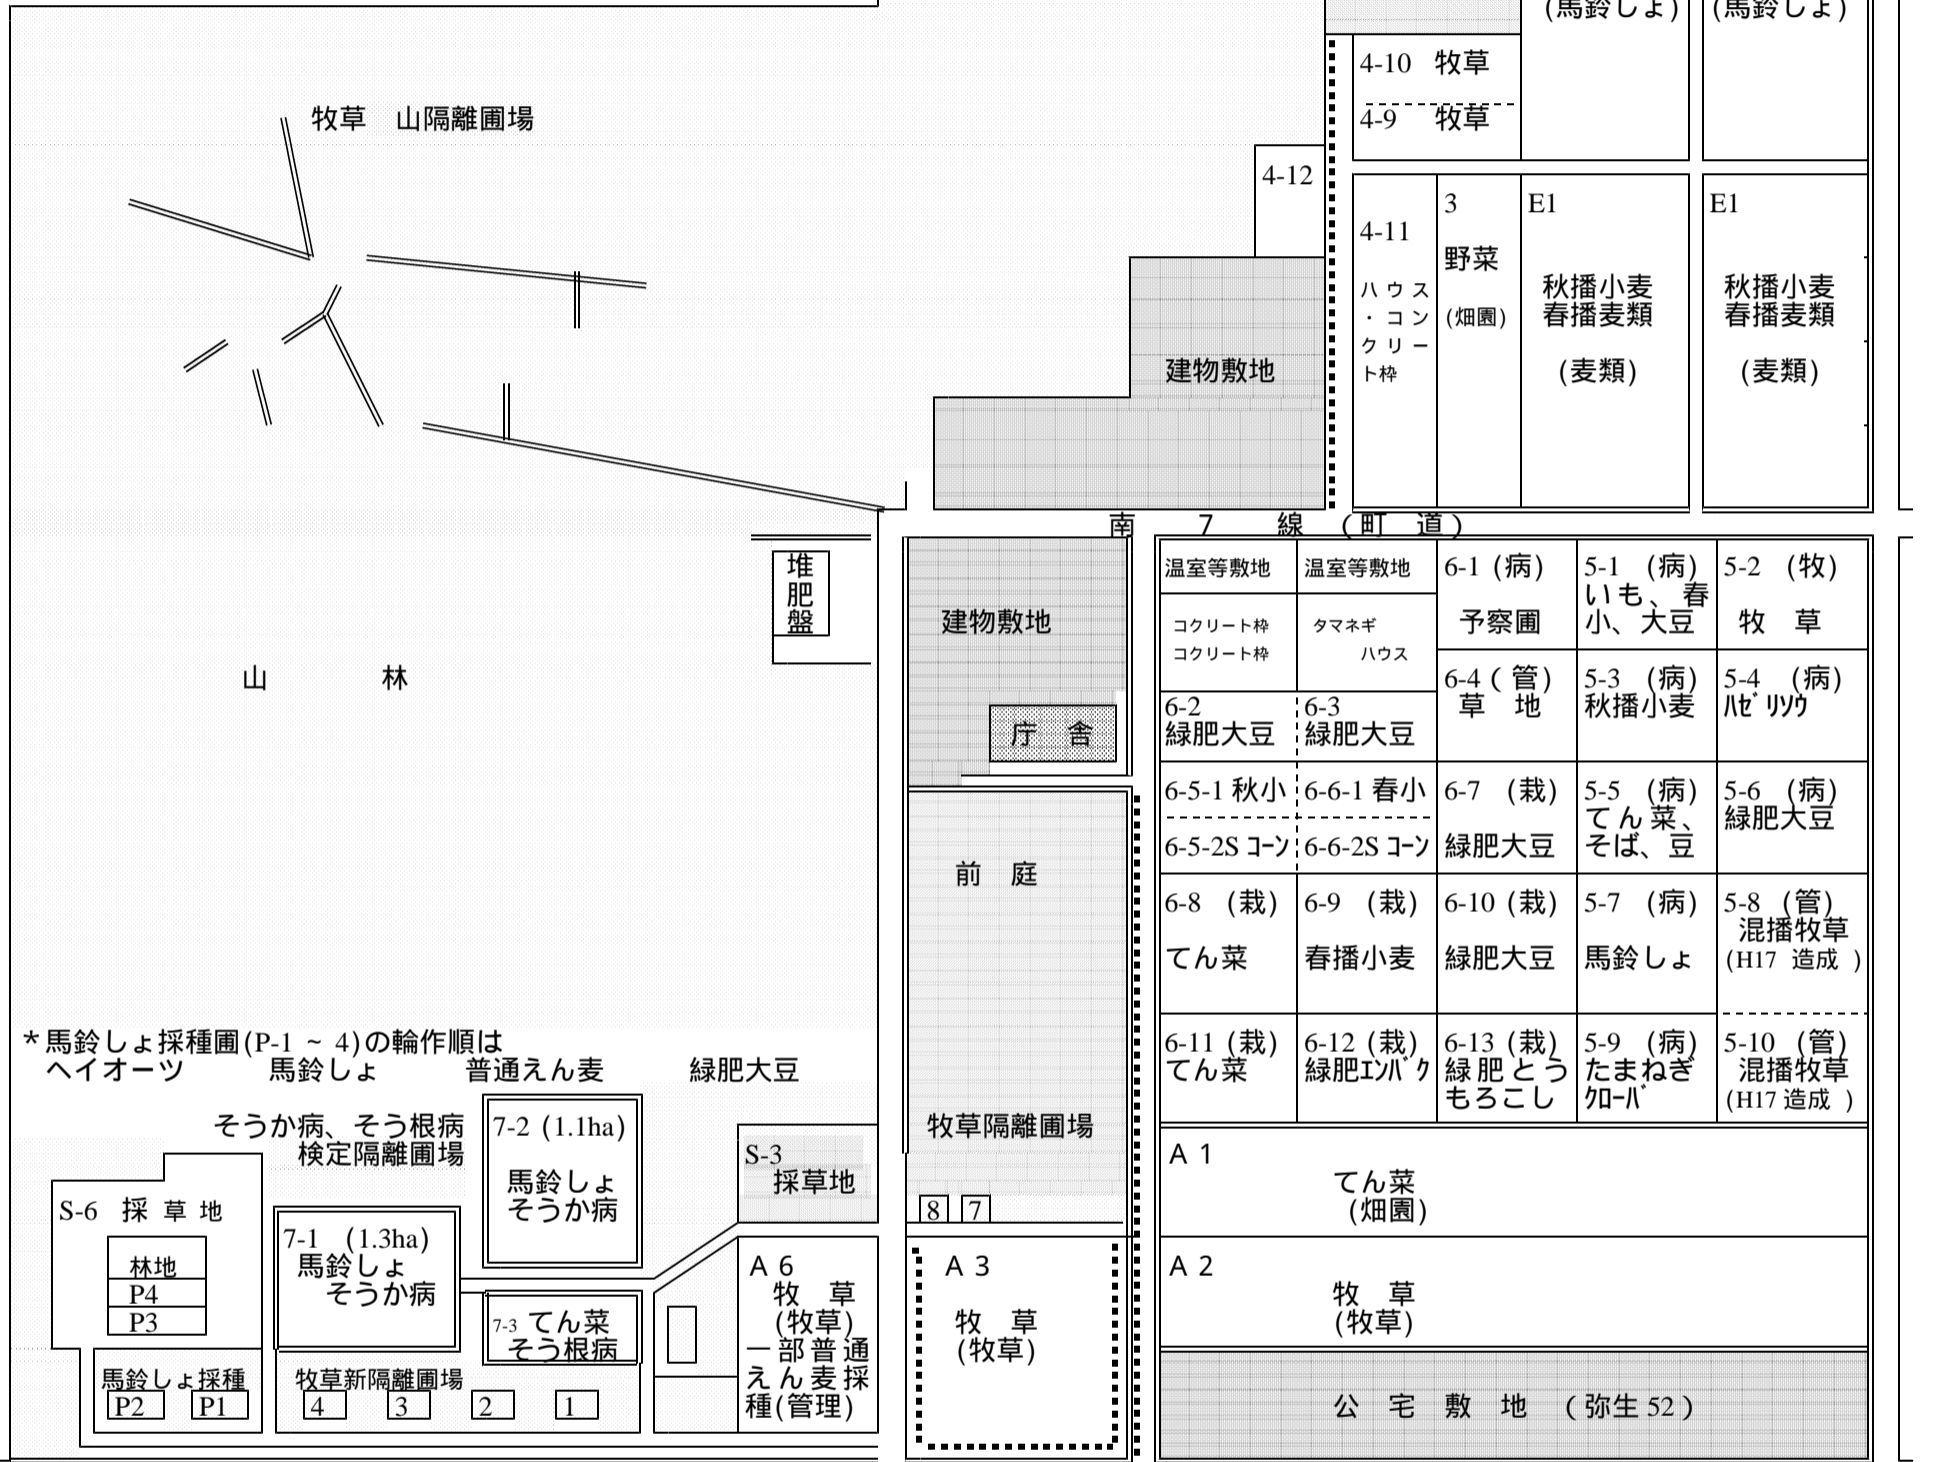 (馬鈴しょ) (馬鈴しょ)
4-10 牧草
4-9 牧草
牧草 山隔離圃場
4-12
4-11
ハウス
・コン
クリー
ト枠
3
野菜
(畑園)
E1
秋播小麦
春播麦類
(麦類)
E1
秋播小麦
春播麦類
(麦類)
建物敷地
南 7 線 (町 道)
堆
肥
盤
山 林
建物敷地
庁 舎
前 庭
牧草隔離圃場
8 7
温室等敷地
温室等敷地
コクリート枠
コクリート枠
タマネギ
ハウス
6-1 (病)
予察圃
5-1 (病)
いも、春
小、大豆
5-2 (牧)
牧 草
6-2
緑肥大豆
6-3
緑肥大豆
6-4 (管)
草 地
5-3 (病)
秋播小麦
5-4 (病)
ﾊｾﾞﾘｿｳ
6-5-1 秋小
6-5-2S ｺｰﾝ
6-6-1 春小
6-6-2S ｺｰﾝ
6-7 (栽)
緑肥大豆
5-5 (病)
てん菜、
そば、豆
5-6 (病)
緑肥大豆
6-8 (栽)
てん菜
6-9 (栽)
春播小麦
6-10 (栽)
緑肥大豆
5-7 (病)
馬鈴しょ
5-8 (管)
混播牧草
(H17 造成 )
6-11 (栽)
てん菜
6-12 (栽)
緑肥ｴﾝﾊﾞｸ
6-13 (栽)
緑肥とう
もろこし
5-9 (病)
たまねぎ
ｸﾛｰﾊﾞ
5-10 (管)
混播牧草
(H17 造成 )
A 1
てん菜
(畑園)
A 2
牧 草
(牧草)
公 宅 敷 地 (弥生 52)
*馬鈴しょ採種圃(P-1 ~ 4)の輪作順は
ヘイオーツ 馬鈴しょ 普通えん麦 緑肥大豆
そうか病、そう根病
検定隔離圃場
7-2 (1.1ha)
馬鈴しょ
そうか病
S-3
採草地
S-6 採 草 地
林地
P4
P3
7-1 (1.3ha)
馬鈴しょ
そうか病
7-3 てん菜
そう根病
馬鈴しょ採種
P2 P1
牧草新隔離圃場
4 3 2 1
A 6
牧 草
(牧草)
一部普通
えん麦採
種(管理)
A 3
牧 草
(牧草)